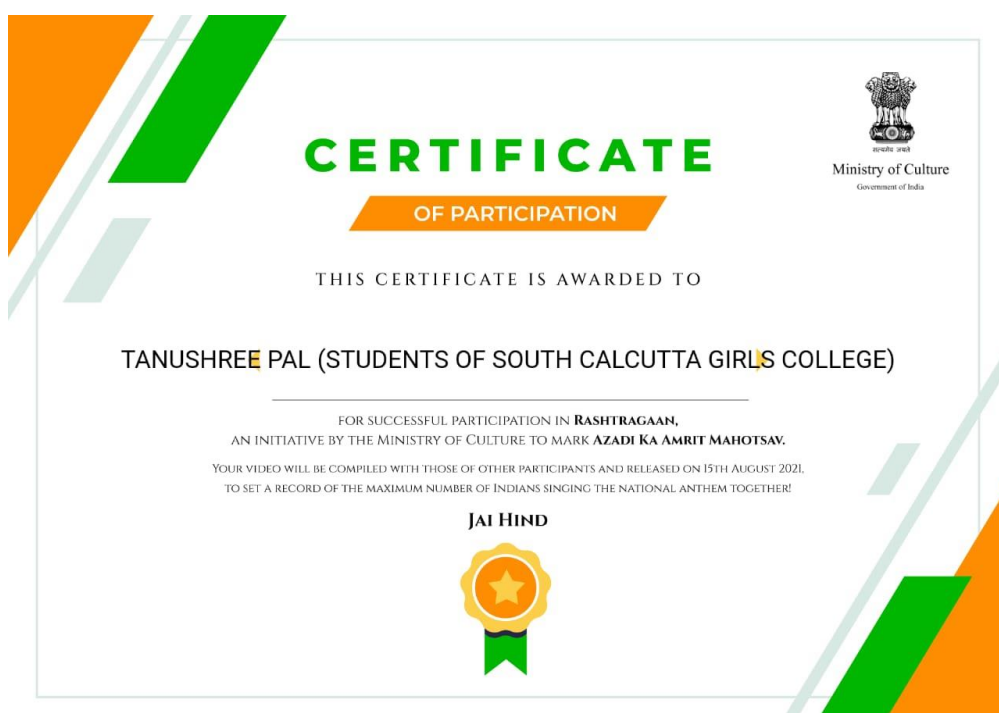 CERTIFICATE
OF PARTICIPATION
सत्यमेव जयते
Ministry of Culture
Government of India
THIS CERTIFICATE IS AWARDED TO
TANUSHREE PAL (STUDENTS OF SOUTH CALCUTTA GIRLS COLLEGE)
FOR SUCCESSFUL PARTICIPATION IN RASHTRAGAAN,
AN INITIATIVE BY THE MINISTRY OF CULTURE TO MARK AZADI KA AMRIT MAHOTSAV.
YOUR VIDEO WILL BE COMPILED WITH THOSE OF OTHER PARTICIPANTS AND RELEASED ON 15TH AUGUST 2021,
TO SET A RECORD OF THE MAXIMUM NUMBER OF INDIANS SINGING THE NATIONAL ANTHEM TOGETHER!
JAI HIND